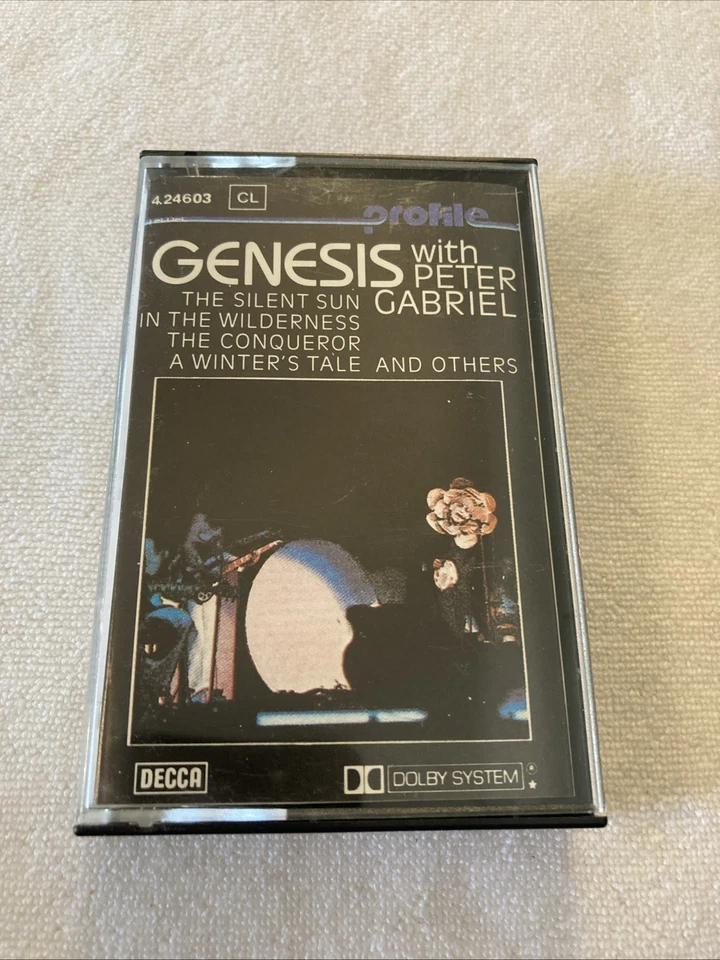 4.24603 CL
profile
GENESIS with PETER GABRIEL
THE SILENT SUN
IN THE WILDERNESS
THE CONQUEROR
A WINTER'S TALE AND OTHERS
DECCA
DOLBY SYSTEM